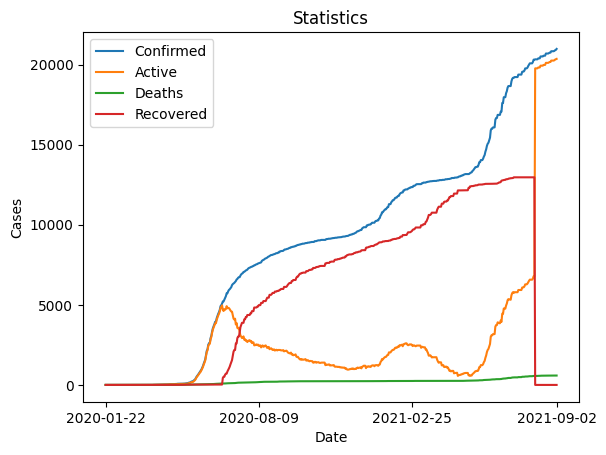 Statistics
Confirmed
Active
Deaths
Recovered
Cases
20000
15000
10000
5000
0
2020-01-22
2020-08-09
2021-02-25
2021-09-02
Date